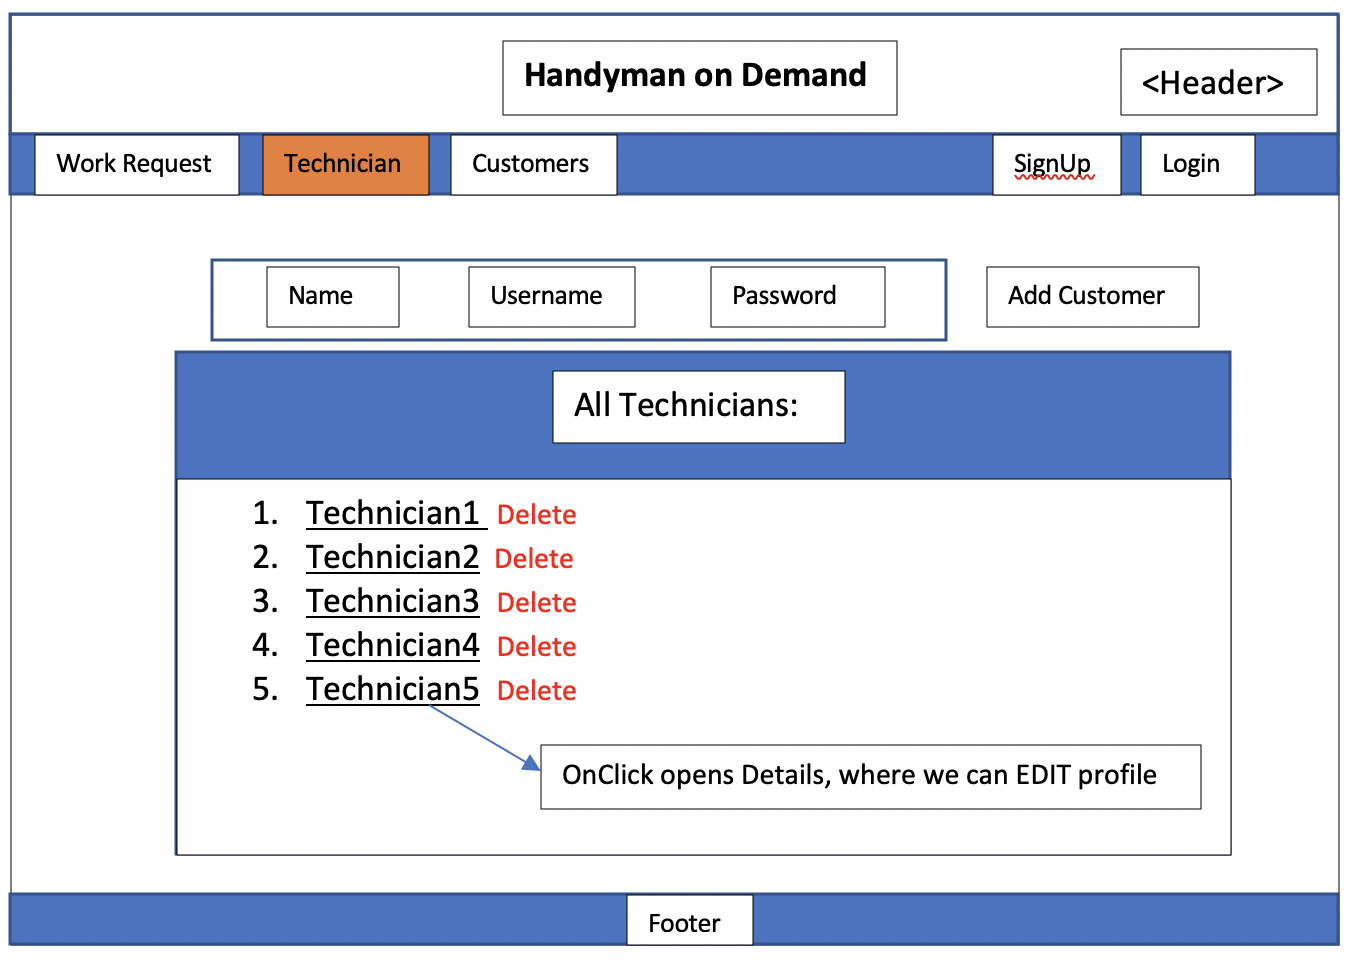 Handyman on Demand
<Header>
Work Request
Technician
Customers
SignUp
Login
Name
Username
Password
Add Customer
All Technicians:
1. Technician1 Delete
2. Technician2 Delete
3. Technician3 Delete
4. Technician4 Delete
5. Technician5 Delete
OnClick opens Details, where we can EDIT profile
Footer